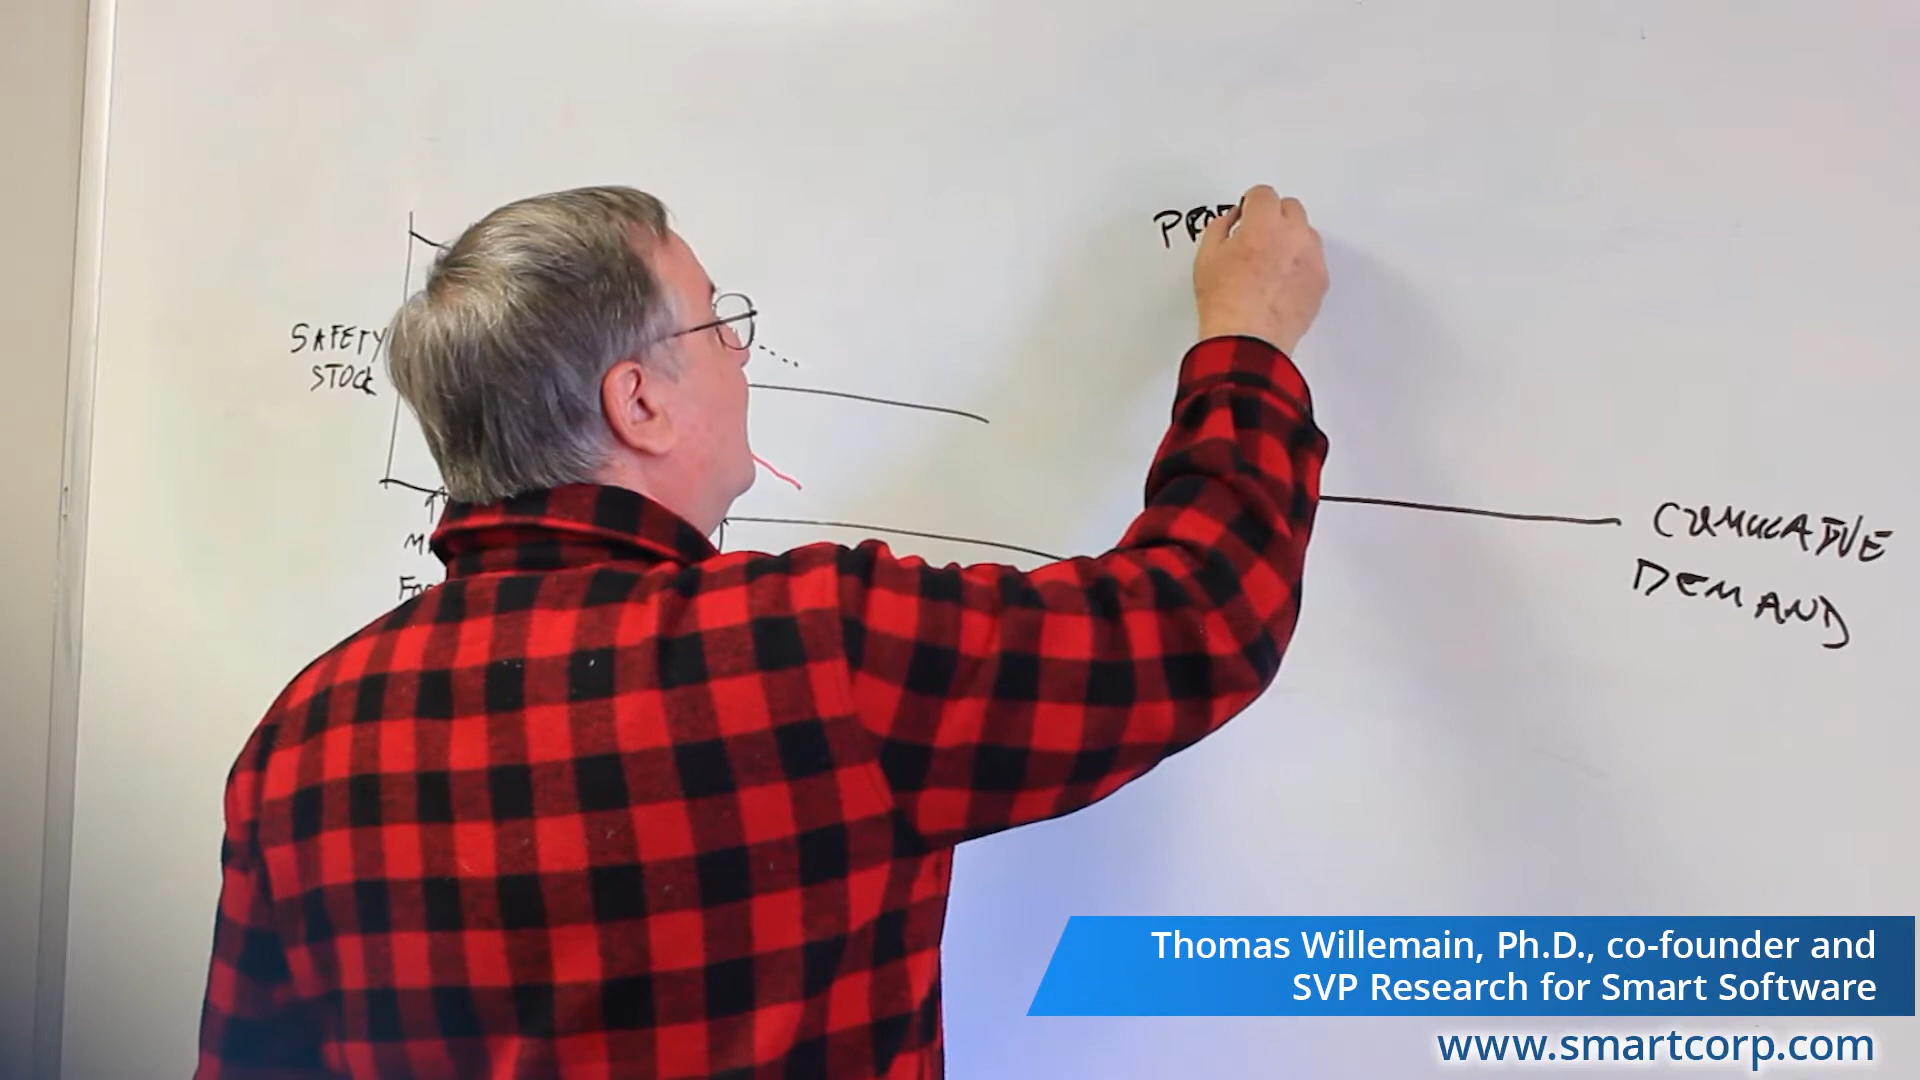 SAFETY
STOCK
CUMULATIVE
DEMAND
Thomas Willemain, Ph.D., co-founder and
SVP Research for Smart Software
www.smartcorp.com